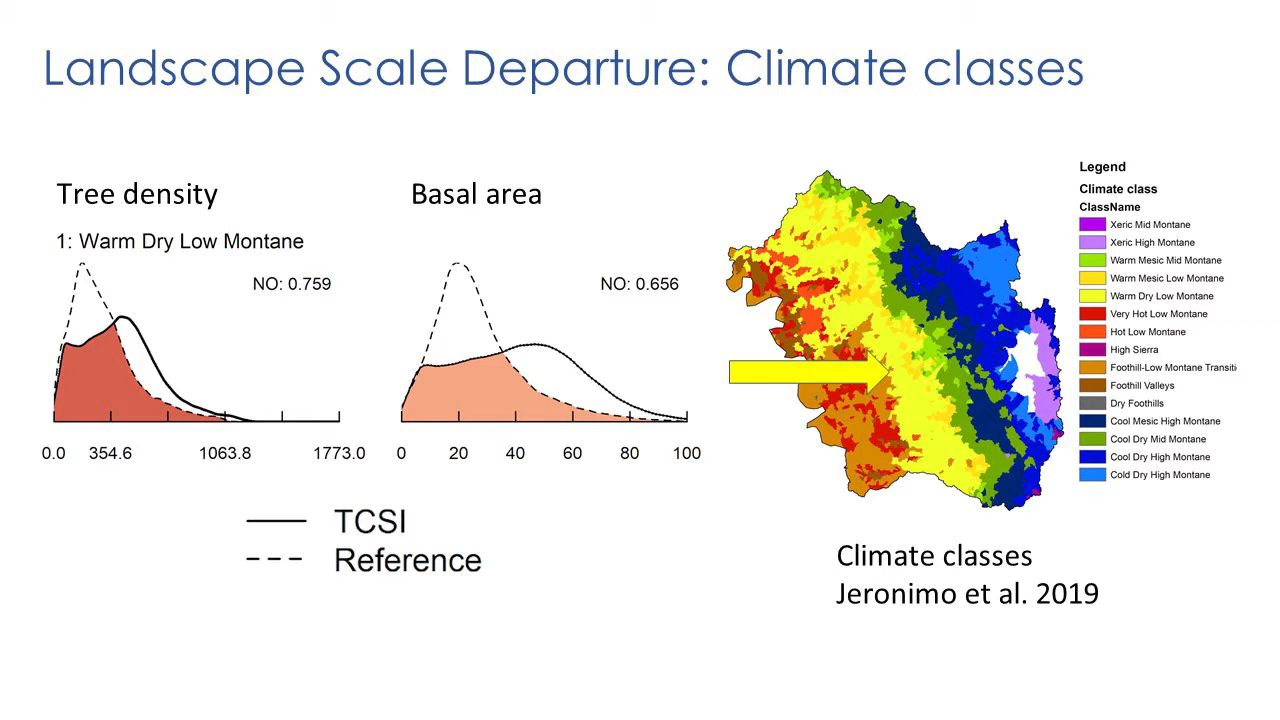 Landscape Scale Departure: Climate classes
Tree density
Basal area
1: Warm Dry Low Montane
NO: 0.759
NO: 0.656
0.0 354.6 1063.8 1773.0
0 20 40 60 80 100
TCSI
Reference
Legend
Climate class
ClassName
Xeric Mid Montane
Xeric High Montane
Warm Mesic Mid Montane
Warm Mesic Low Montane
Warm Dry Low Montane
Very Hot Low Montane
Hot Low Montane
High Sierra
Foothill-Low Montane Transiti
Foothill Valleys
Dry Foothills
Cool Mesic High Montane
Cool Dry Mid Montane
Cool Dry High Montane
Cold Dry High Montane
Climate classes
Jeronimo et al. 2019